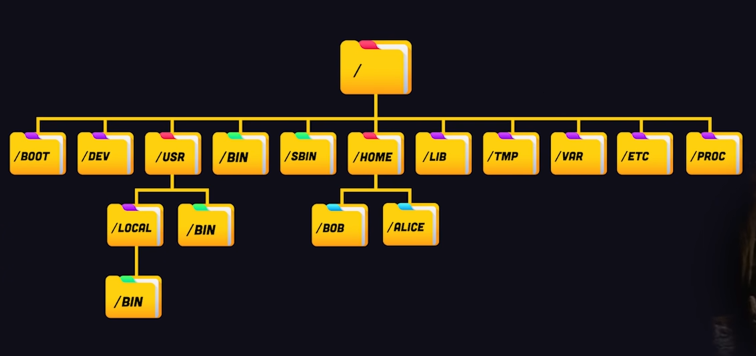 /
/BOOT
/DEV
/USR
/BIN
/SBIN
/HOME
/LIB
/TMP
/VAR
/ETC
/PROC
/LOCAL
/BIN
/BOB
/ALICE
/BIN